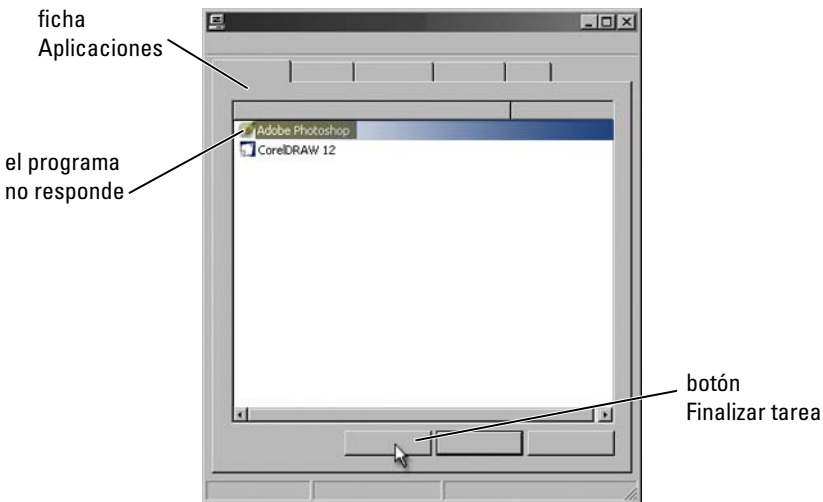 ficha
Aplicaciones
Adobe Photoshop
CorelDRAW 12
el programa
no responde
botón
Finalizar tarea